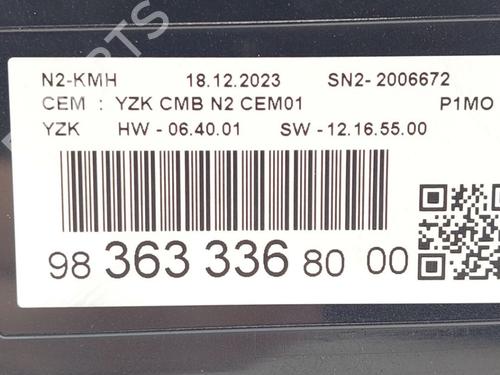 N2-KMH 18.12.2023 SN2- 2006672
CEM : YZK CMB N2 CEM01 P1MO
YZK HW - 06.40.01 SW - 12.16.55.00
98 363 336 80 00